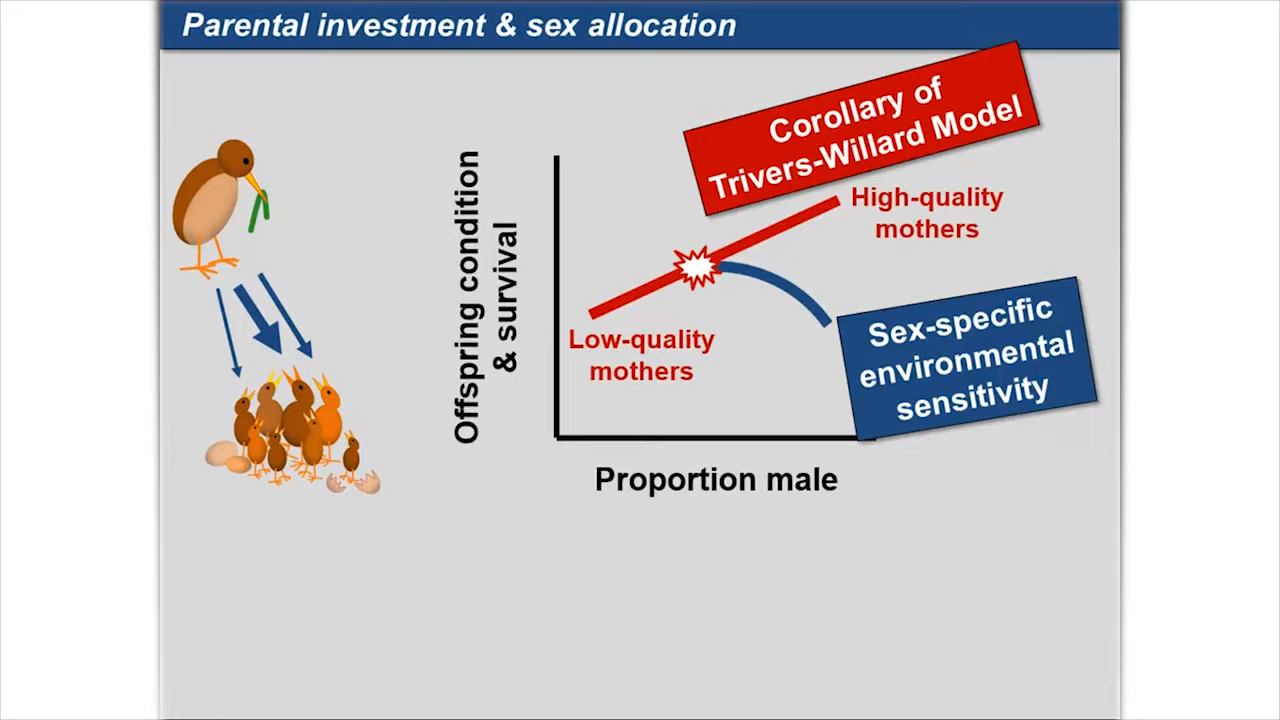 Parental investment & sex allocation
Corollary of
Trivers-Willard Model
High-quality
mothers
Offspring condition
& survival
Low-quality
mothers
Sex-specific
environmental
sensitivity
Proportion male